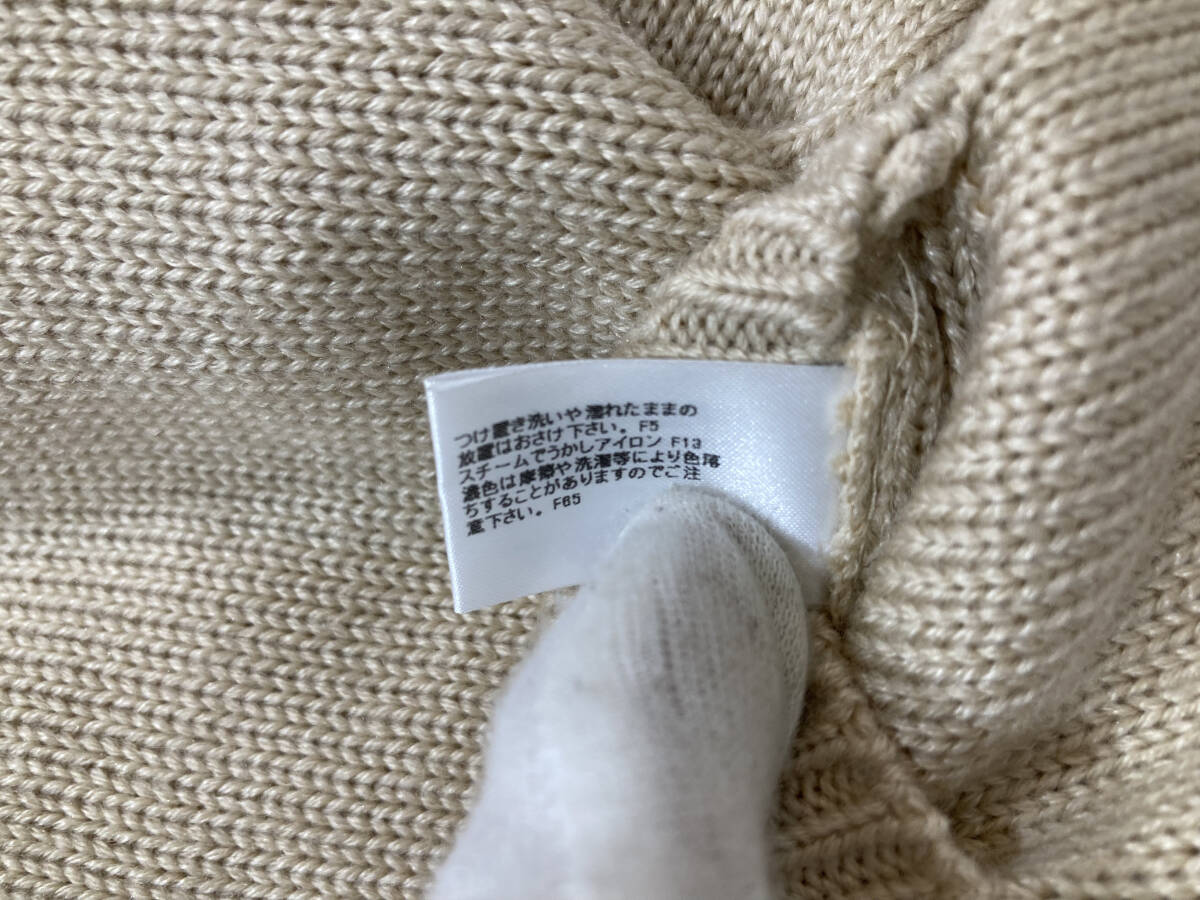 つけ置き洗いや濡れたままの
放置はおさけ下さい。F5
スチームでうかしアイロン F13
濃色は摩擦や洗濯等により色落
ちすることがありますのでご注
意下さい。F65